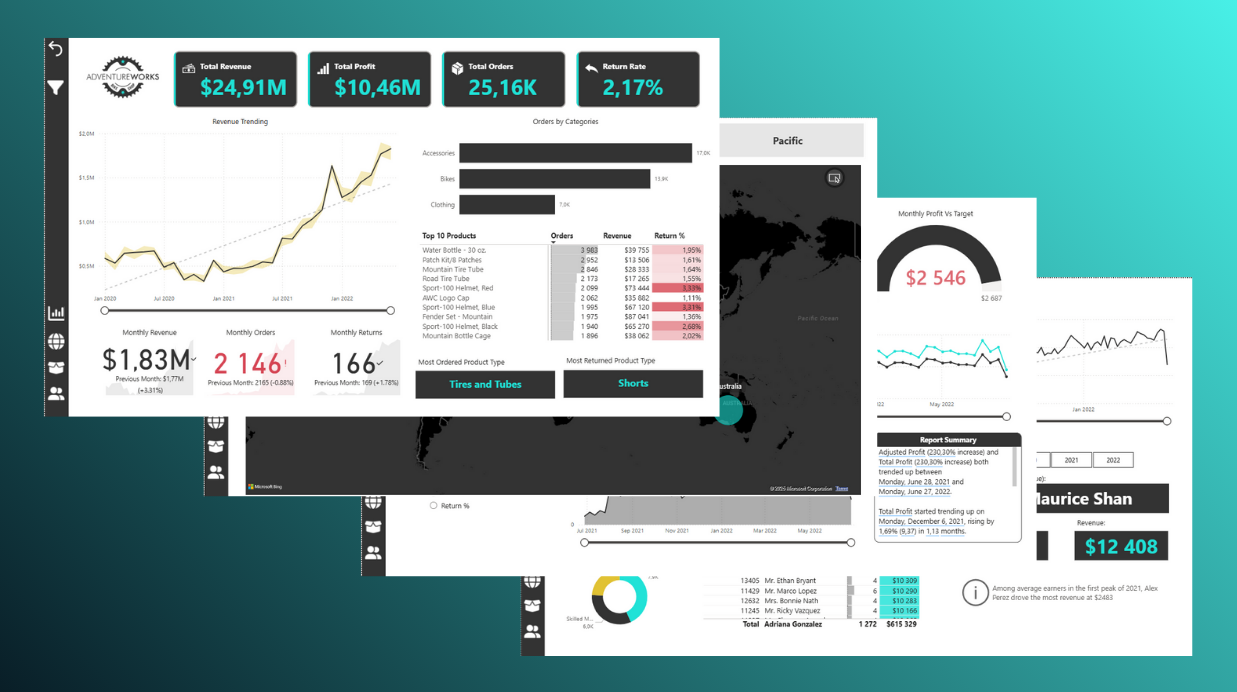 ADVENTUREWORKS
Total Revenue
$24,91M
Total Profit
$10,46M
Total Orders
25,16K
Return Rate
2,17%
Revenue Trending
$2.0M
$1.5M
$1.0M
$0.5M
Jan 2020 Jul 2020 Jan 2021 Jul 2021 Jan 2022
Orders by Categories
Accessories 17,0K
Bikes 13,9K
Clothing 7,0K
Top 10 Products Orders Revenue Return %
Water Bottle - 30 oz. 3 983 $39 755 1,95%
Patch Kit/8 Patches 2 952 $13 506 1,61%
Mountain Tire Tube 2 846 $28 333 1,64%
Road Tire Tube 2 173 $17 265 1,55%
Sport-100 Helmet, Red 2 099 $73 444 3,33%
AWC Logo Cap 2 062 $35 882 1,11%
Sport-100 Helmet, Blue 1 995 $67 120 3,31%
Fender Set - Mountain 1 975 $87 041 1,36%
Sport-100 Helmet, Black 1 940 $65 270 2,68%
Mountain Bottle Cage 1 896 $38 062 2,02%
Monthly Revenue
$1,83M
Previous Month: $1,77M
(+3.31%)
Monthly Orders
2 146
Previous Month: 2165 (-0.88%)
Monthly Returns
166
Previous Month: 169 (+1.78%)
Most Ordered Product Type
Tires and Tubes
Most Returned Product Type
Shorts
Pacific
Pacific Ocean
ustralia
AUSTRALIA
Microsoft Bing
Terms
Monthly Profit Vs Target
$2 546
$2 687
22 May 2022
Report Summary
Adjusted Profit (230,30% increase) and
Total Profit (230,30% increase) both
trended up between
Monday, June 28, 2021 and
Monday, June 27, 2022.
Total Profit started trending up on
Monday, December 6, 2021, rising by
1,69% (9,37) in 1,13 months.
Return %
0
Jul 2021 Sep 2021 Nov 2021 Jan 2022 Mar 2022 May 2022
Jan 2022
2021 2022
Maurice Shan
Revenue:
$12 408
Skilled M...
6,0K
13405 Mr. Ethan Bryant 4 $10 309
11429 Mr. Marco Lopez 6 $10 290
12632 Mrs. Bonnie Nath 4 $10 283
11245 Mr. Ricky Vazquez 4 $10 166
Total Adriana Gonzalez 1 272 $615 329
Among average earners in the first peak of 2021, Alex
Perez drove the most revenue at $2483